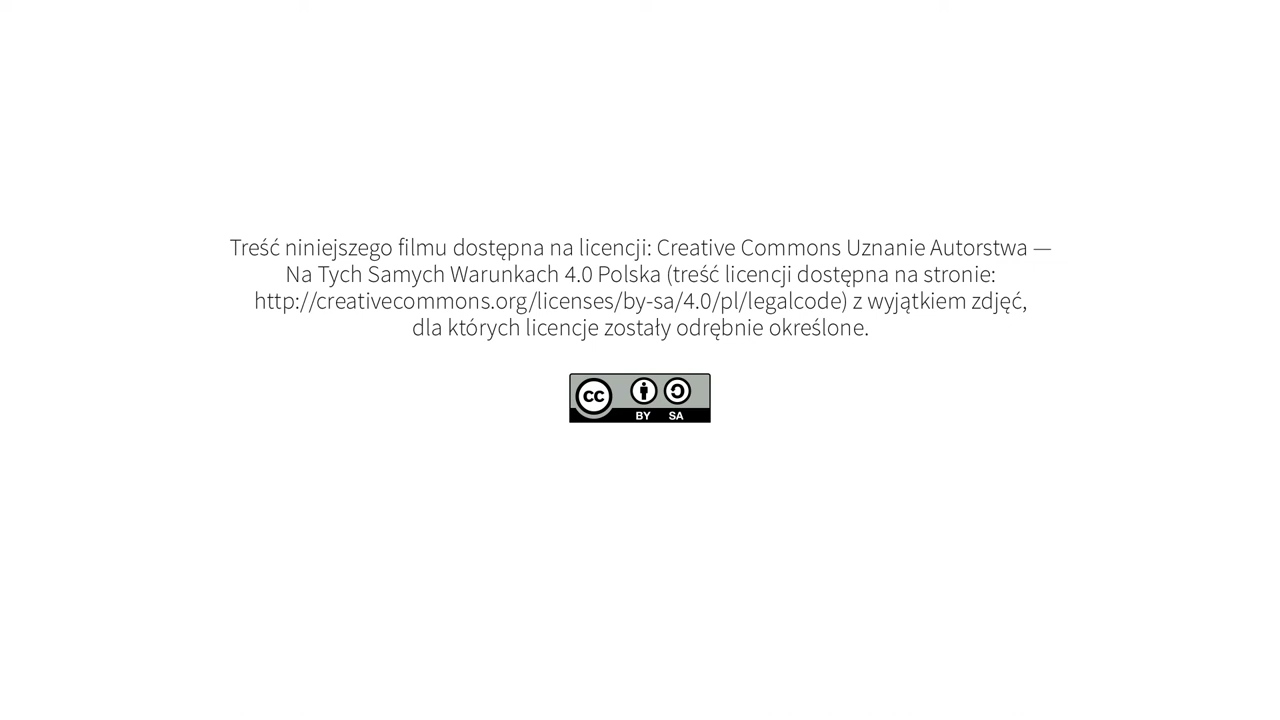 Treść niniejszego filmu dostępna na licencji: Creative Commons Uznanie Autorstwa —
Na Tych Samych Warunkach 4.0 Polska (treść licencji dostępna na stronie:
http://creativecommons.org/licenses/by-sa/4.0/pl/legalcode) z wyjątkiem zdjęć,
dla których licencje zostały odrębnie określone.
cc
BY SA